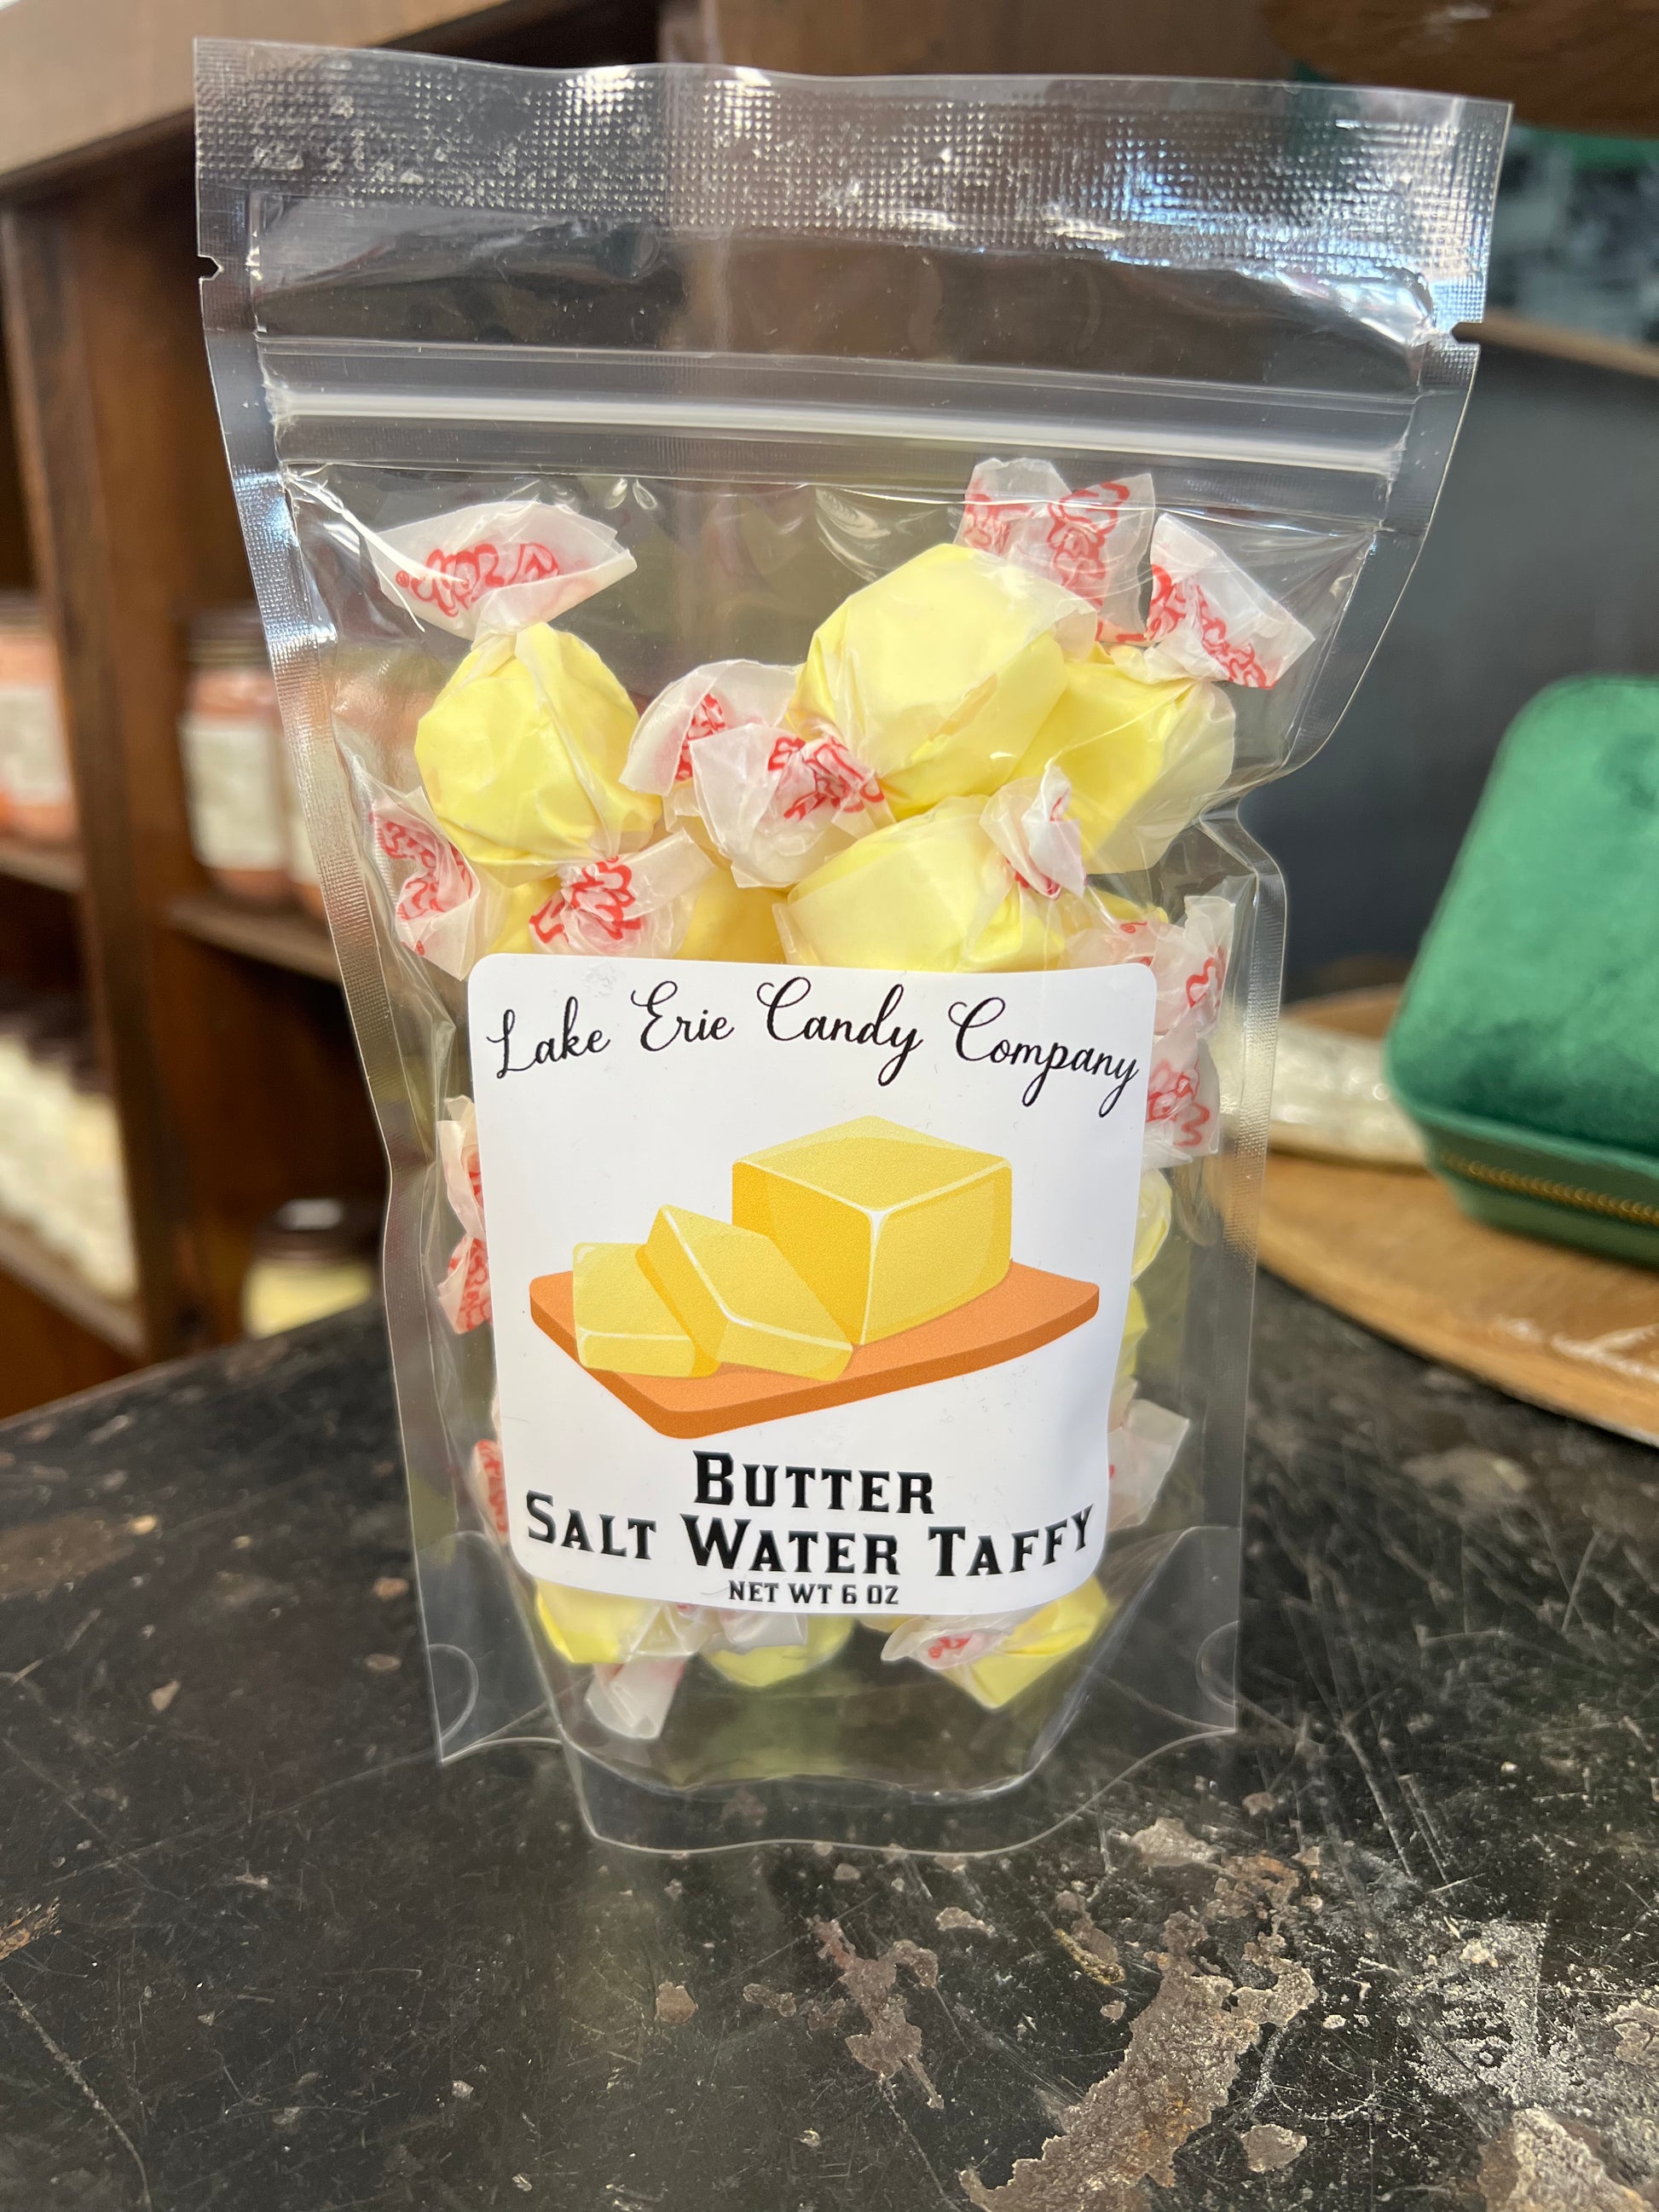 Lake Erie Candy Company
BUTTER
SALT WATER TAFFY
NET WT 6 OZ